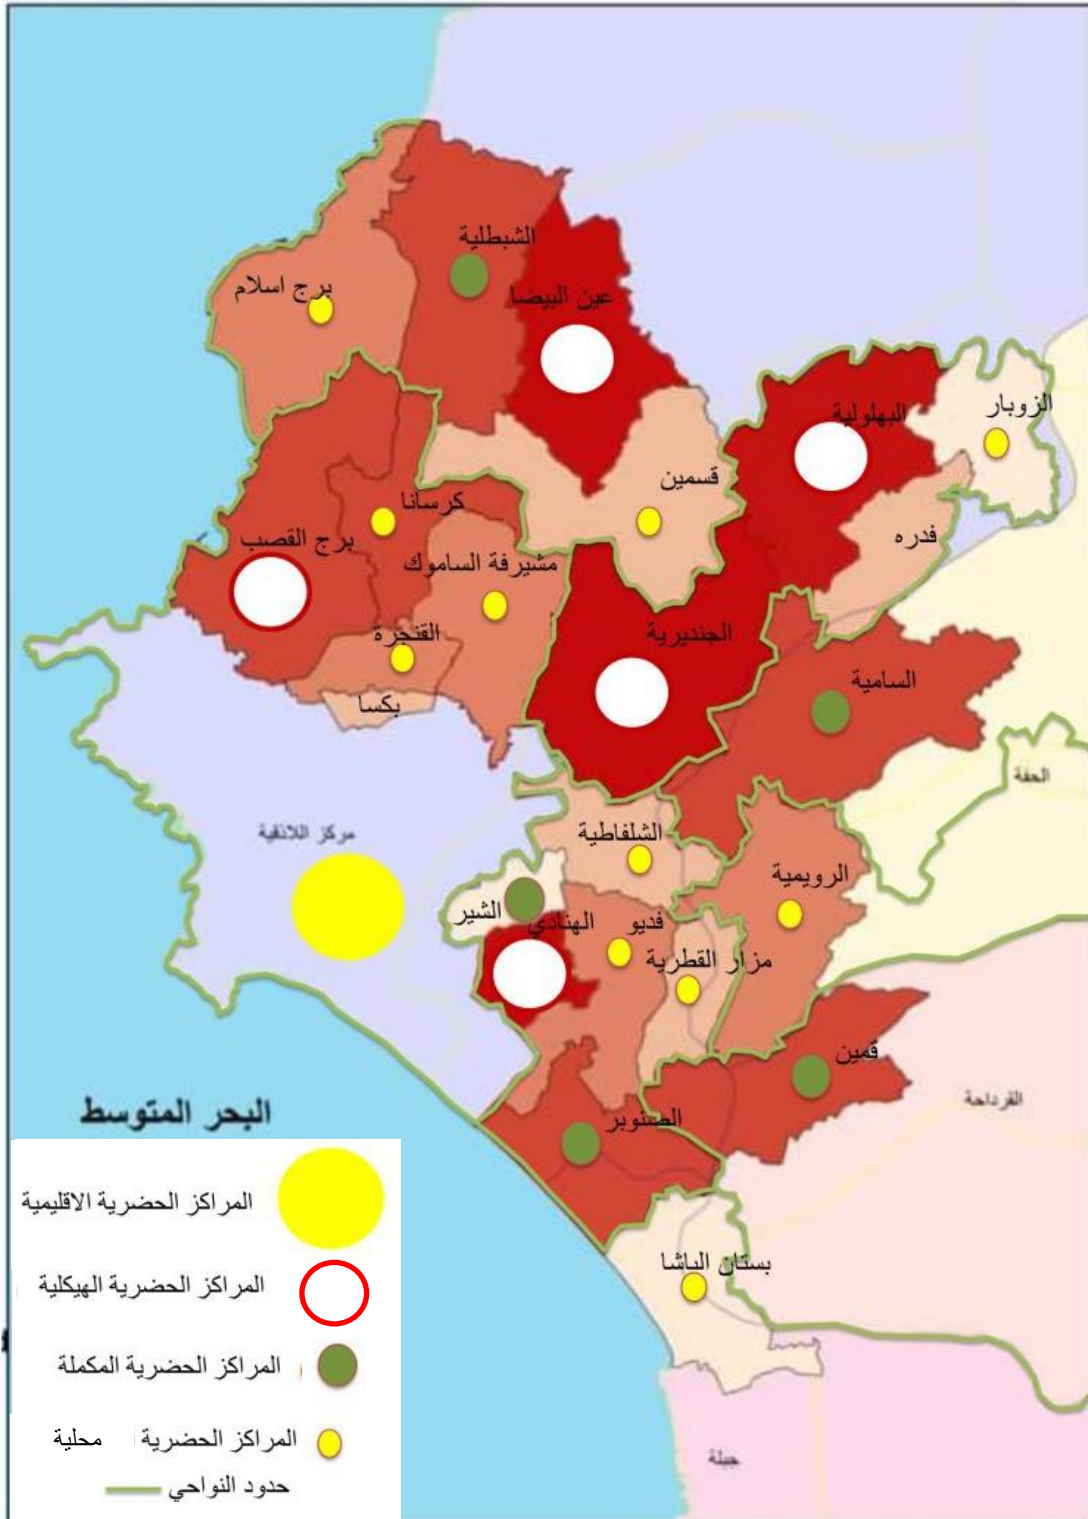 الشبطلية
برج اسلام
عين البيضا
الزوبار
البهلولية
قسمين
كرسانا
فدره
برج القصب
مشيرفة الساموك
القنجرة
الجنديرية
السامية
بكسا
الحفة
مركز اللاذقية
الشلفاطية
الرويمية
الشير
الهنادي
فديو
مزار القطرية
قمين
القرداحة
البحر المتوسط
الصنوبر
بستان الباشا
جبلة
المراكز الحضرية الاقليمية
المراكز الحضرية الهيكلية
المراكز الحضرية المكملة
المراكز الحضرية محلية
حدود النواحي